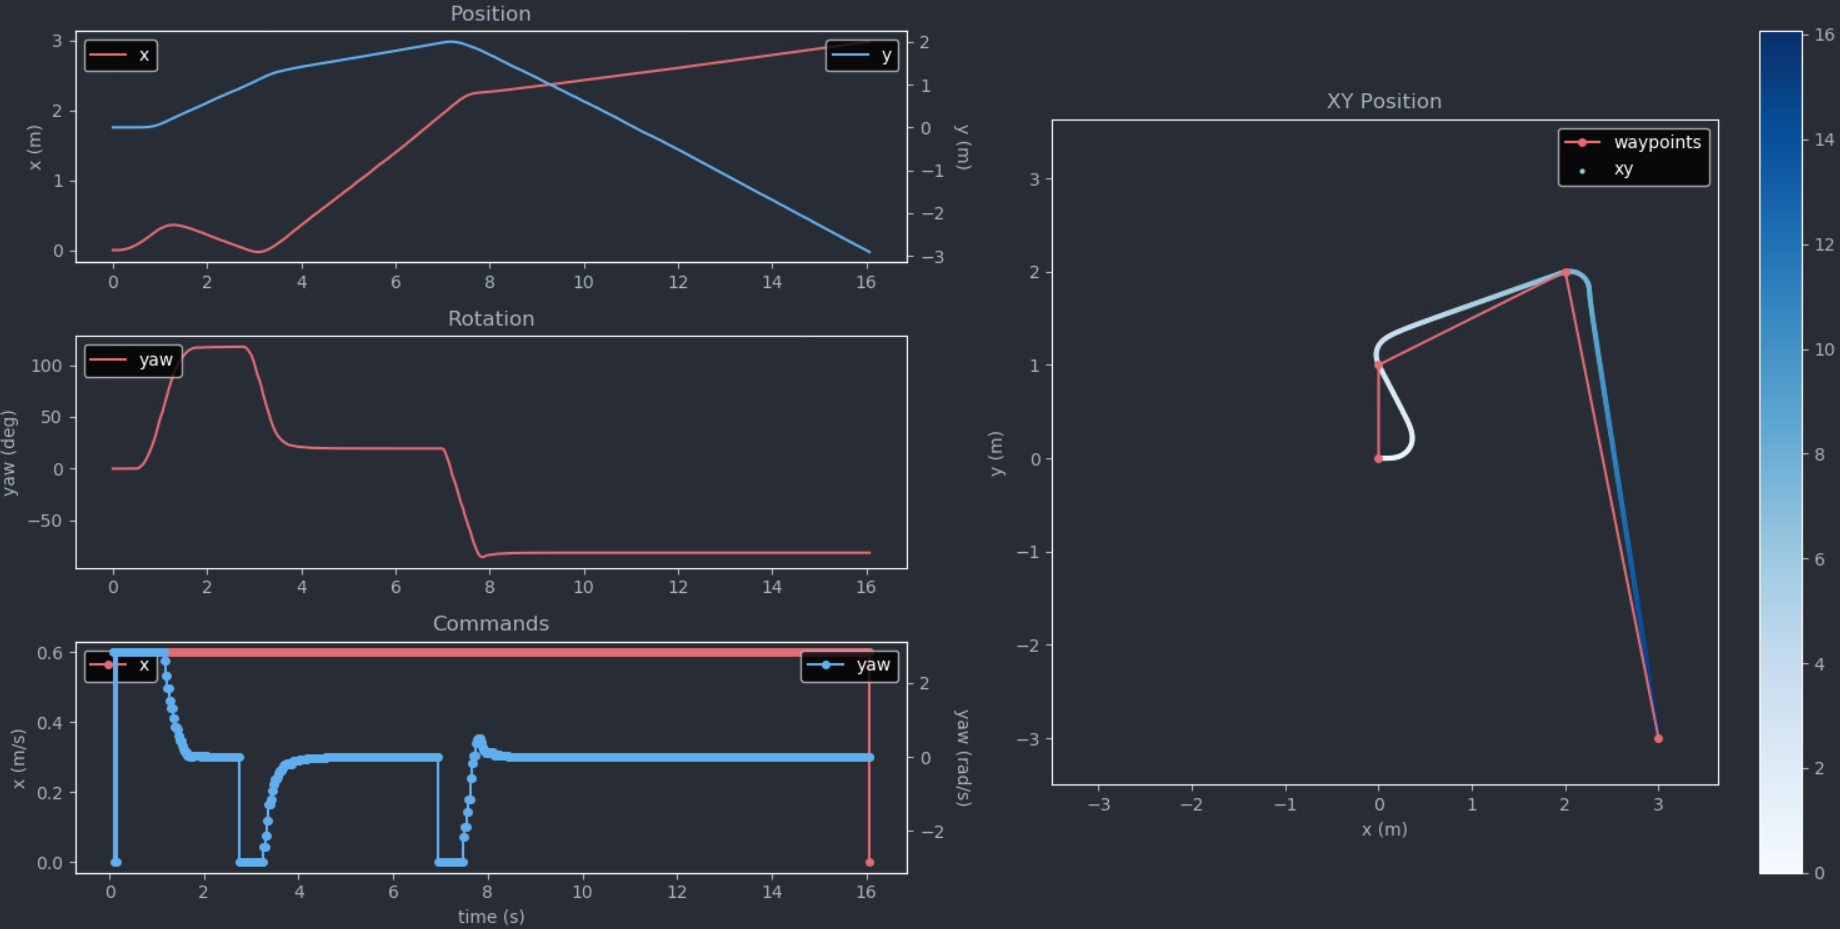 Position
3
2
1
0
x (m)
x
y
2
1
0
−1
−2
−3
y (m)
0 2 4 6 8 10 12 14 16
Rotation
100
50
0
−50
yaw (deg)
yaw
0 2 4 6 8 10 12 14 16
Commands
0.6
0.4
0.2
0.0
x (m/s)
x
yaw
2
0
−2
yaw (rad/s)
0 2 4 6 8 10 12 14 16
time (s)
XY Position
waypoints
xy
3
2
1
0
−1
−2
−3
y (m)
−3 −2 −1 0 1 2 3
x (m)
16
14
12
10
8
6
4
2
0